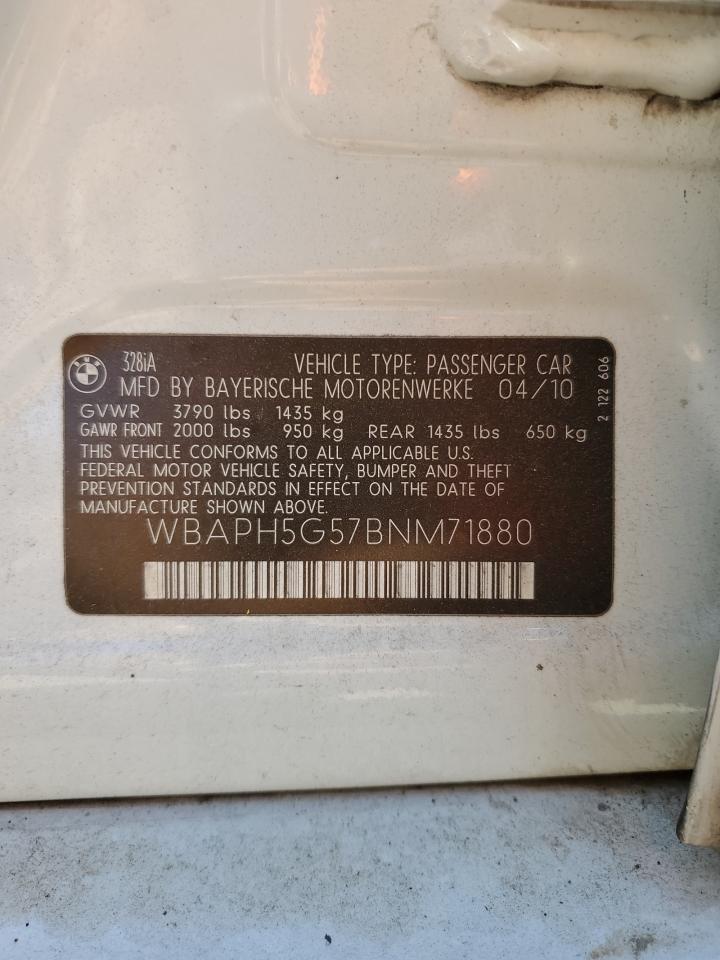 BMW
328iA VEHICLE TYPE: PASSENGER CAR
MFD BY BAYERISCHE MOTORENWERKE 04/10
GVWR 3790 lbs 1435 kg
GAWR FRONT 2000 lbs 950 kg REAR 1435 lbs 650 kg
THIS VEHICLE CONFORMS TO ALL APPLICABLE U.S.
FEDERAL MOTOR VEHICLE SAFETY, BUMPER AND THEFT
PREVENTION STANDARDS IN EFFECT ON THE DATE OF
MANUFACTURE SHOWN ABOVE.
WBAPH5G57BNM71880
2 122 606